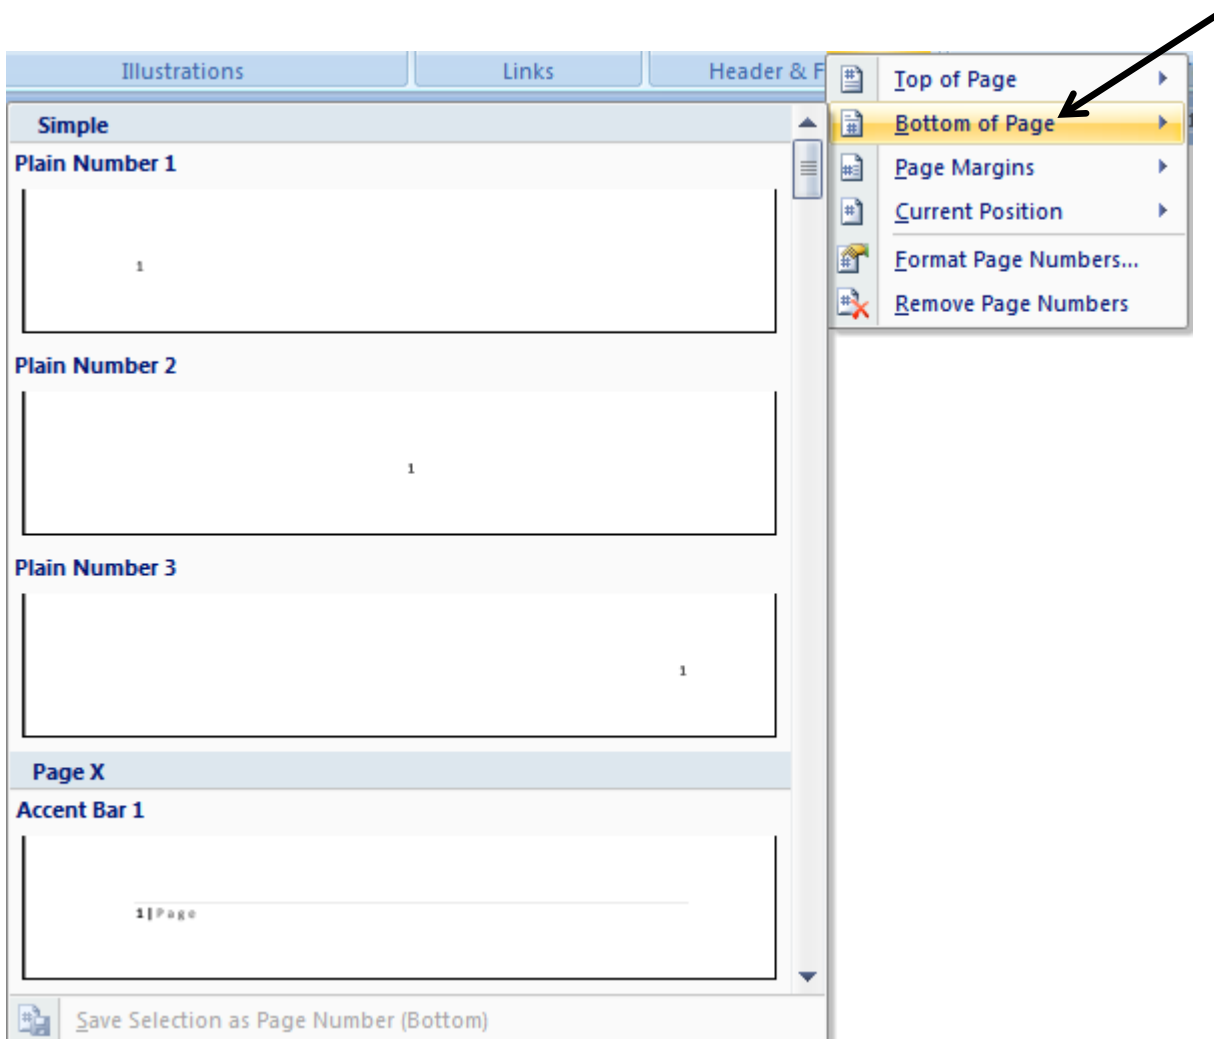 Illustrations
Links
Header & F
Top of Page
Bottom of Page
Page Margins
Current Position
Format Page Numbers...
Remove Page Numbers
Simple
Plain Number 1
1
Plain Number 2
1
Plain Number 3
1
Page X
Accent Bar 1
1|Page
Save Selection as Page Number (Bottom)